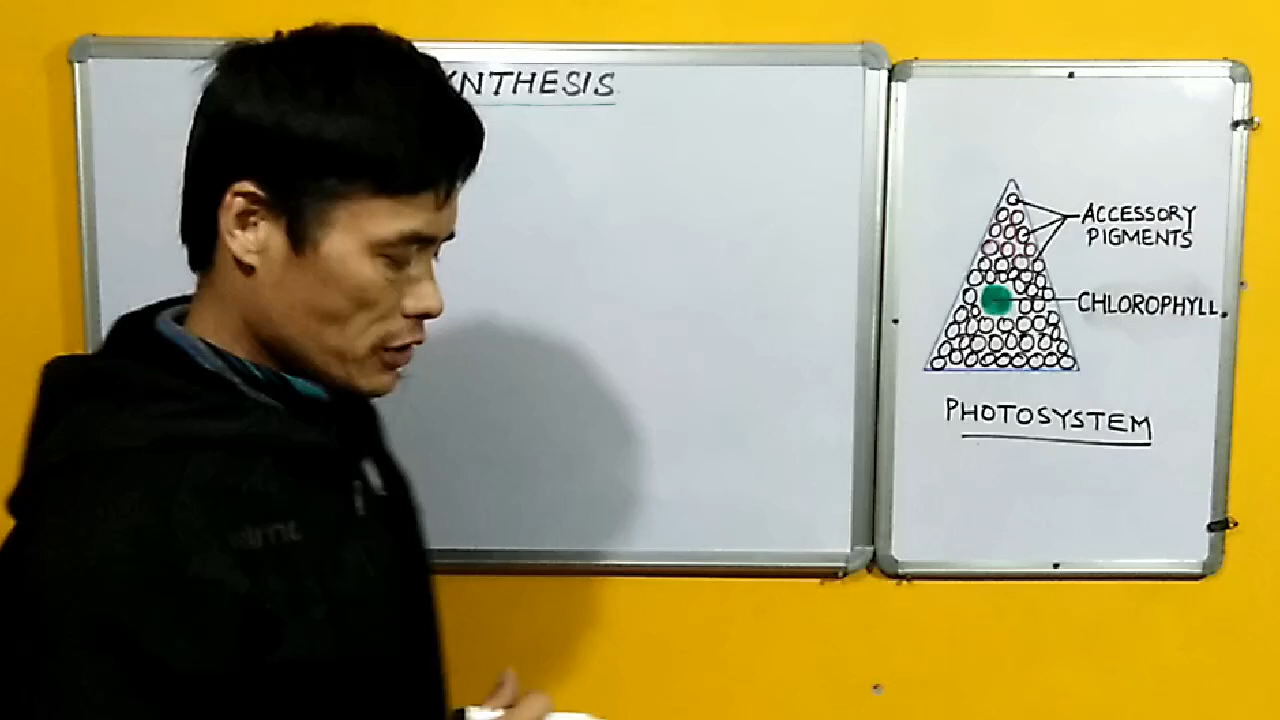 YNTHESIS
ACCESSORY
PIGMENTS
CHLOROPHYLL
PHOTOSYSTEM